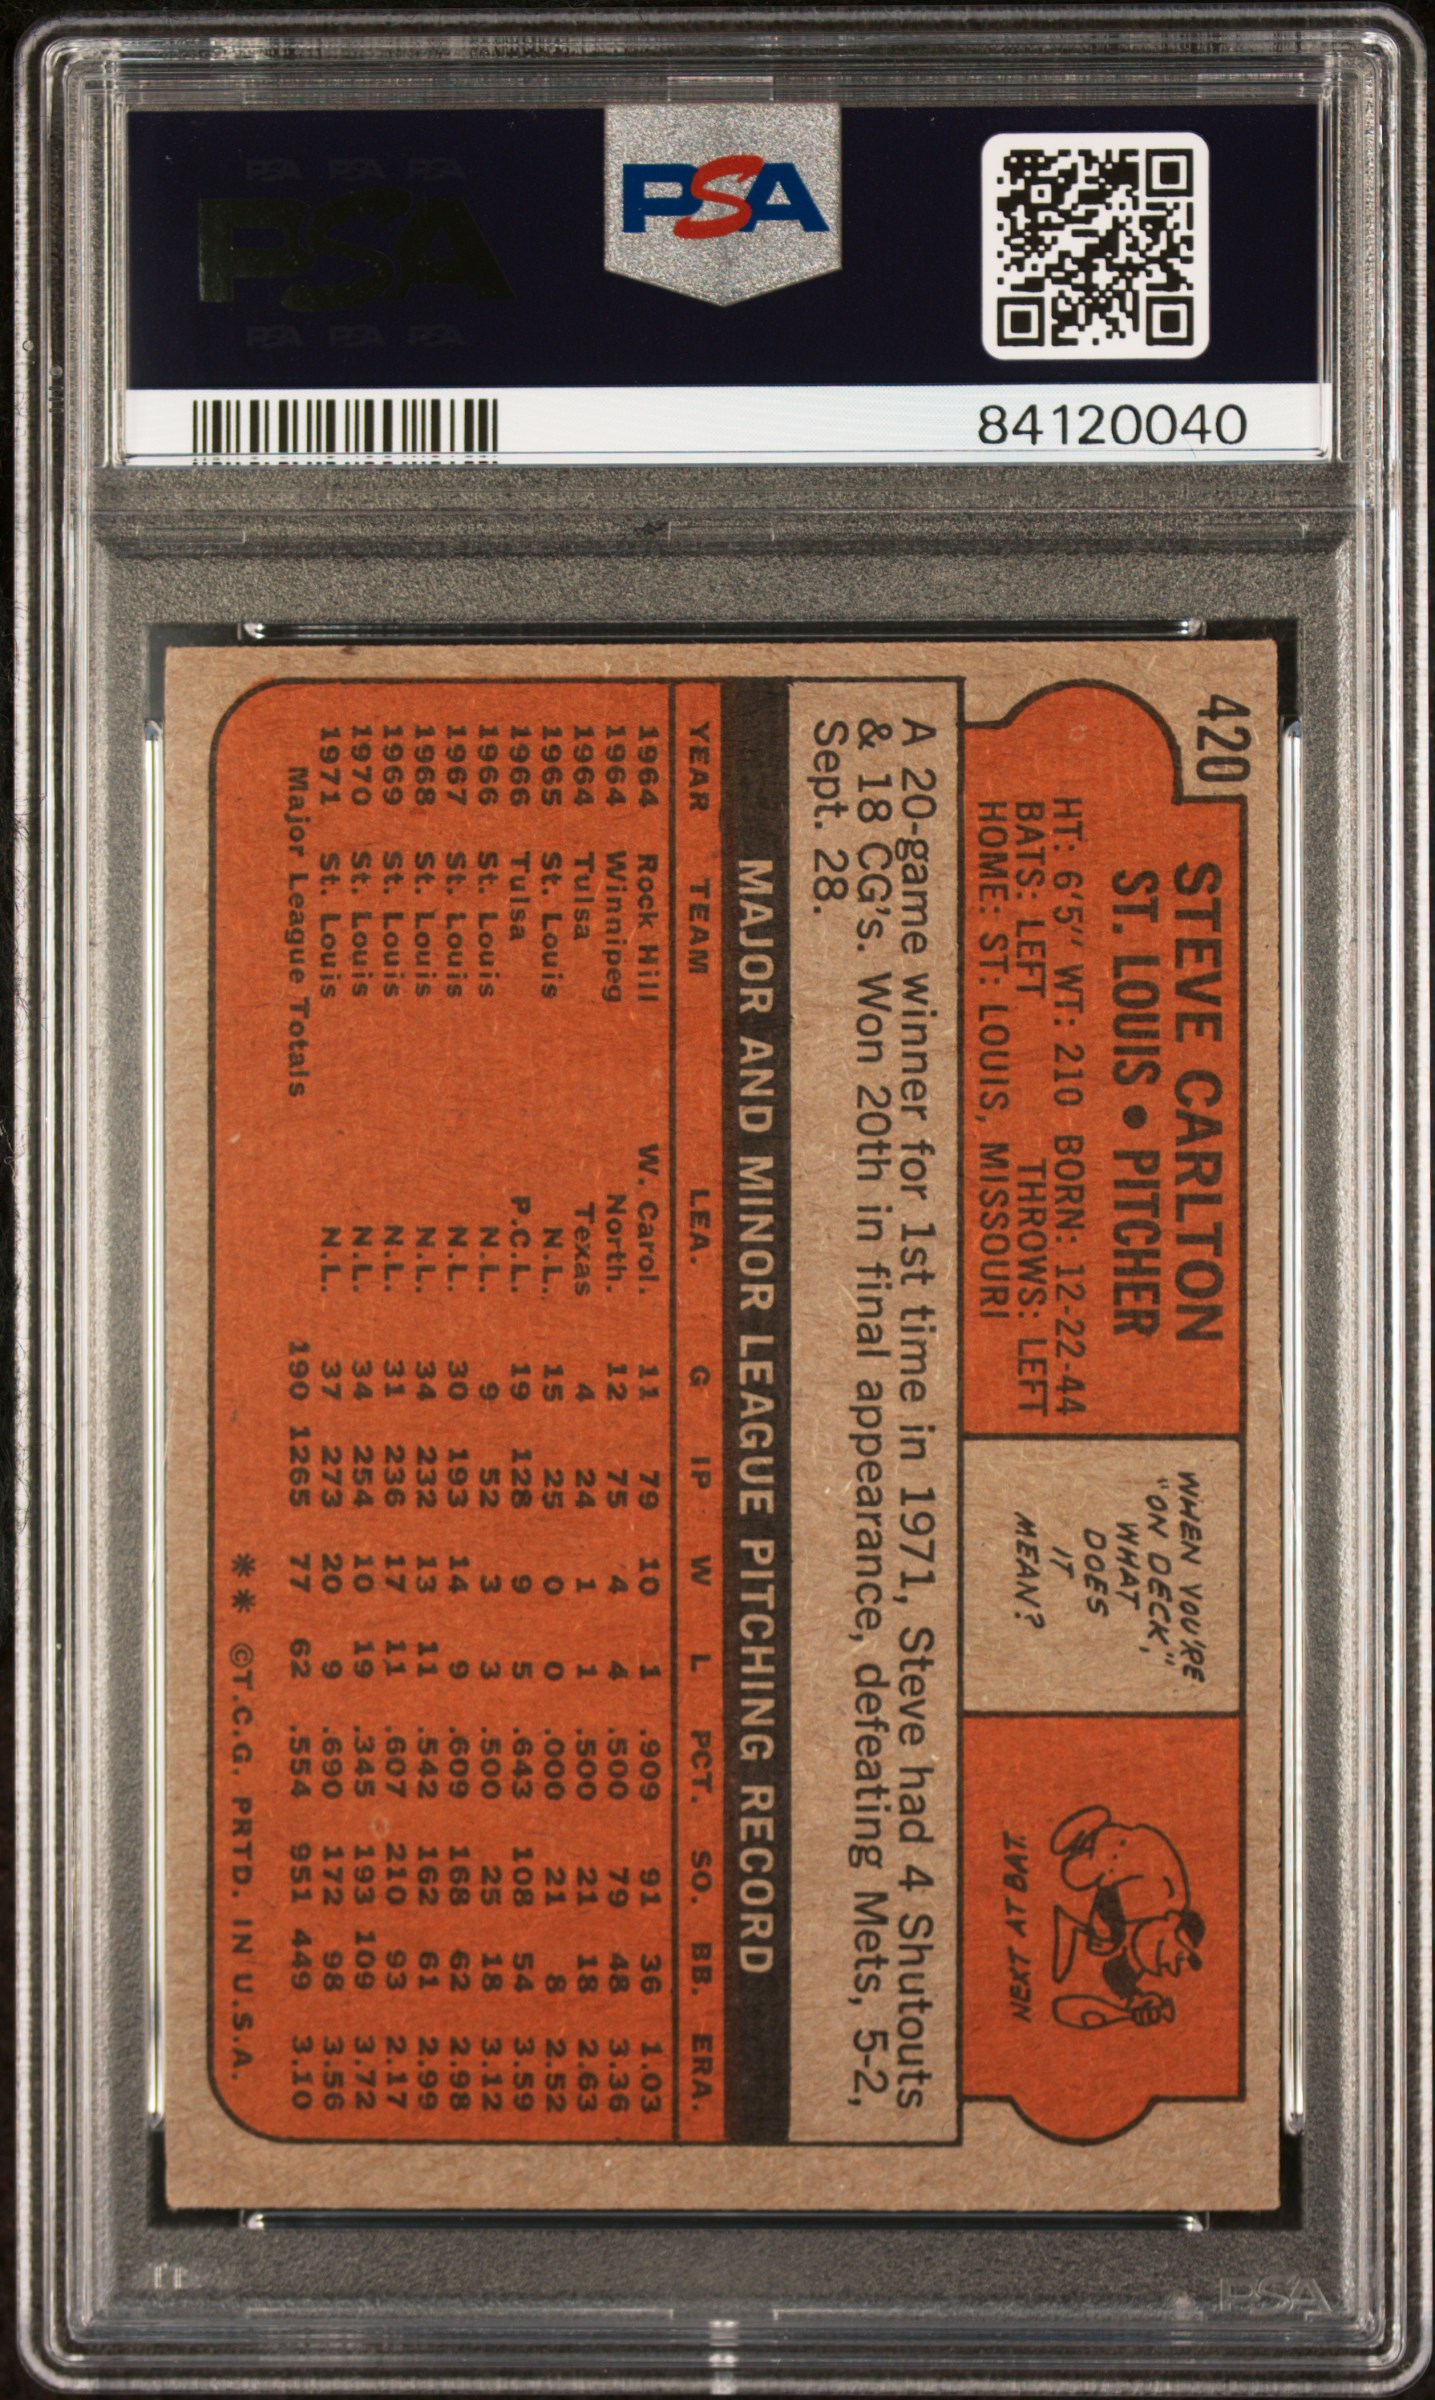 PSA PSA PSA
PSA
PSA PSA PSA
PSA
84120040
420
STEVE CARLTON
ST. LOUIS • PITCHER
HT: 6'5" WT: 210 BORN: 12-22-44
BATS: LEFT THROWS: LEFT
HOME: ST: LOUIS, MISSOURI
WHEN YOU'RE
"ON DECK,"
WHAT
DOES
IT
MEAN?
NEXT AT BAT.
A 20-game winner for 1st time in 1971, Steve had 4 Shutouts
& 18 CG's. Won 20th in final appearance, defeating Mets, 5-2,
Sept. 28.
MAJOR AND MINOR LEAGUE PITCHING RECORD
YEAR TEAM LEA. G IP W L PCT. SO. BB. ERA.
1964 Rock Hill W. Carol. 11 79 10 1 .909 91 36 1.03
1964 Winnipeg North. 12 75 4 4 .500 79 48 3.36
1964 Tulsa Texas 4 24 1 1 .500 21 18 2.63
1965 St. Louis N.L. 15 25 0 0 .000 21 8 2.52
1966 Tulsa P.C.L. 19 128 9 5 .643 108 54 3.59
1966 St. Louis N.L. 9 52 3 3 .500 25 18 3.12
1967 St. Louis N.L. 30 193 14 9 .609 168 62 2.98
1968 St. Louis N.L. 34 232 13 11 .542 162 61 2.99
1969 St. Louis N.L. 31 236 17 11 .607 210 93 2.17
1970 St. Louis N.L. 34 254 10 19 .345 193 109 3.72
1971 St. Louis N.L. 37 273 20 9 .690 172 98 3.56
Major League Totals 190 1265 77 62 .554 951 449 3.10
** ©T.C.G. PRTD. IN U.S.A.
PSA